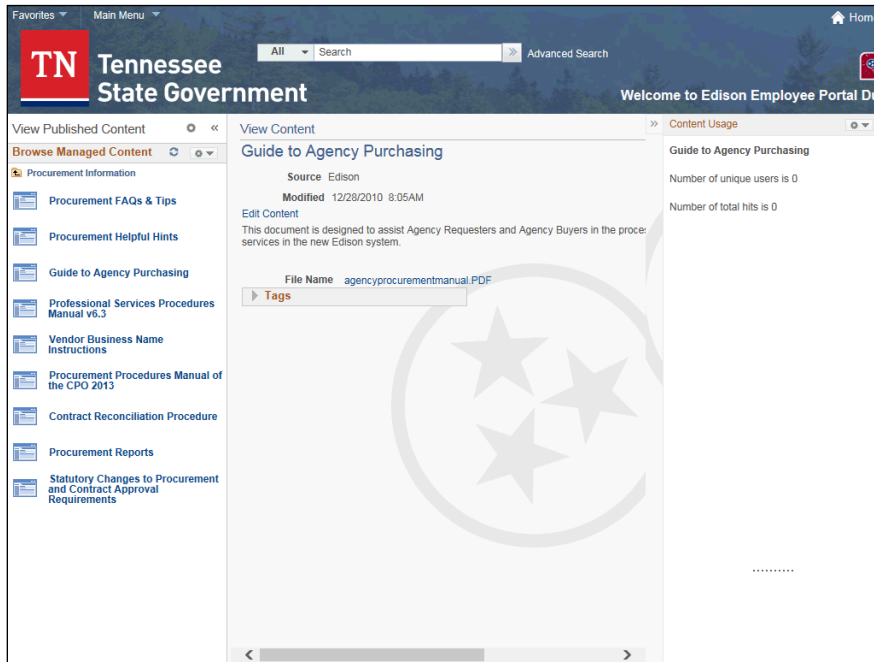 Favorites Main Menu Home
All Search Advanced Search
TN Tennessee
State Government
Welcome to Edison Employee Portal
View Published Content
Browse Managed Content
Procurement Information
Procurement FAQs & Tips
Procurement Helpful Hints
Guide to Agency Purchasing
Professional Services Procedures
Manual v6.3
Vendor Business Name
Instructions
Procurement Procedures Manual of
the CPO 2013
Contract Reconciliation Procedure
Procurement Reports
Statutory Changes to Procurement
and Contract Approval
Requirements
View Content
Guide to Agency Purchasing
Source Edison
Modified 12/28/2010 8:05AM
Edit Content
This document is designed to assist Agency Requesters and Agency Buyers in the
services in the new Edison system.
File Name agencyprocurementmanual.PDF
Tags
Content Usage
Guide to Agency Purchasing
Number of unique users is 0
Number of total hits is 0
..........